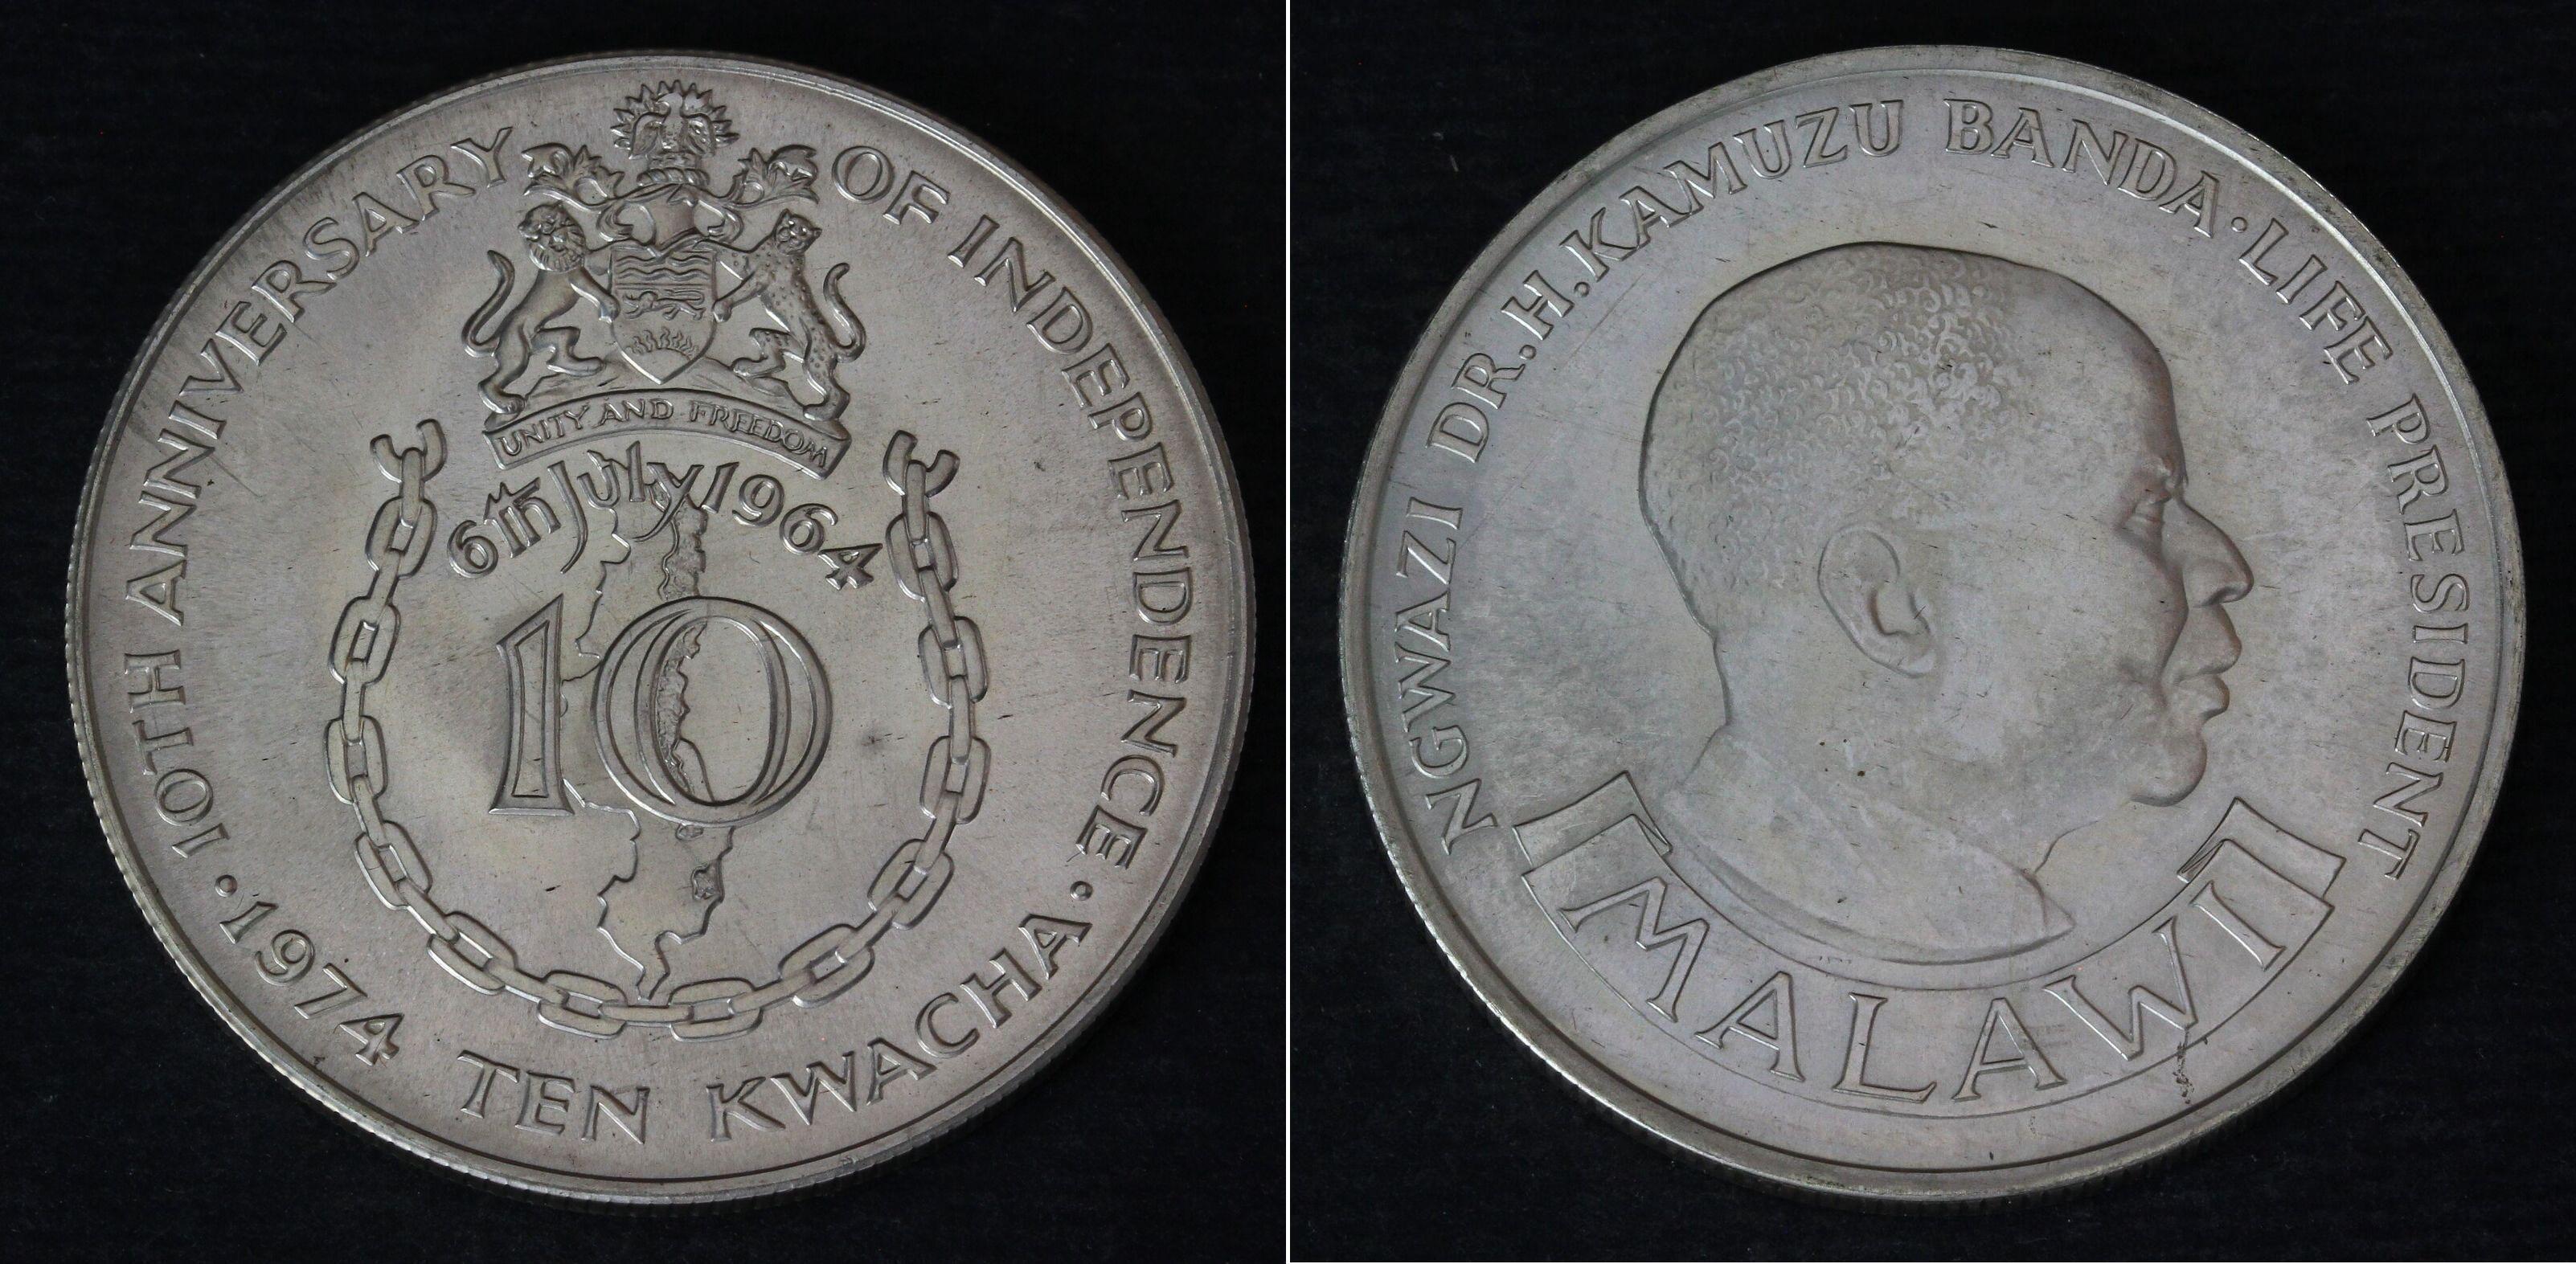 10TH ANNIVERSARY OF INDEPENDENCE ·
UNITY AND FREEDOM
6th July 1964
10
· 1974 TEN KWACHA
NGWAZI DR.H.KAMUZU BANDA·LIFE PRESIDENT
MALAWI